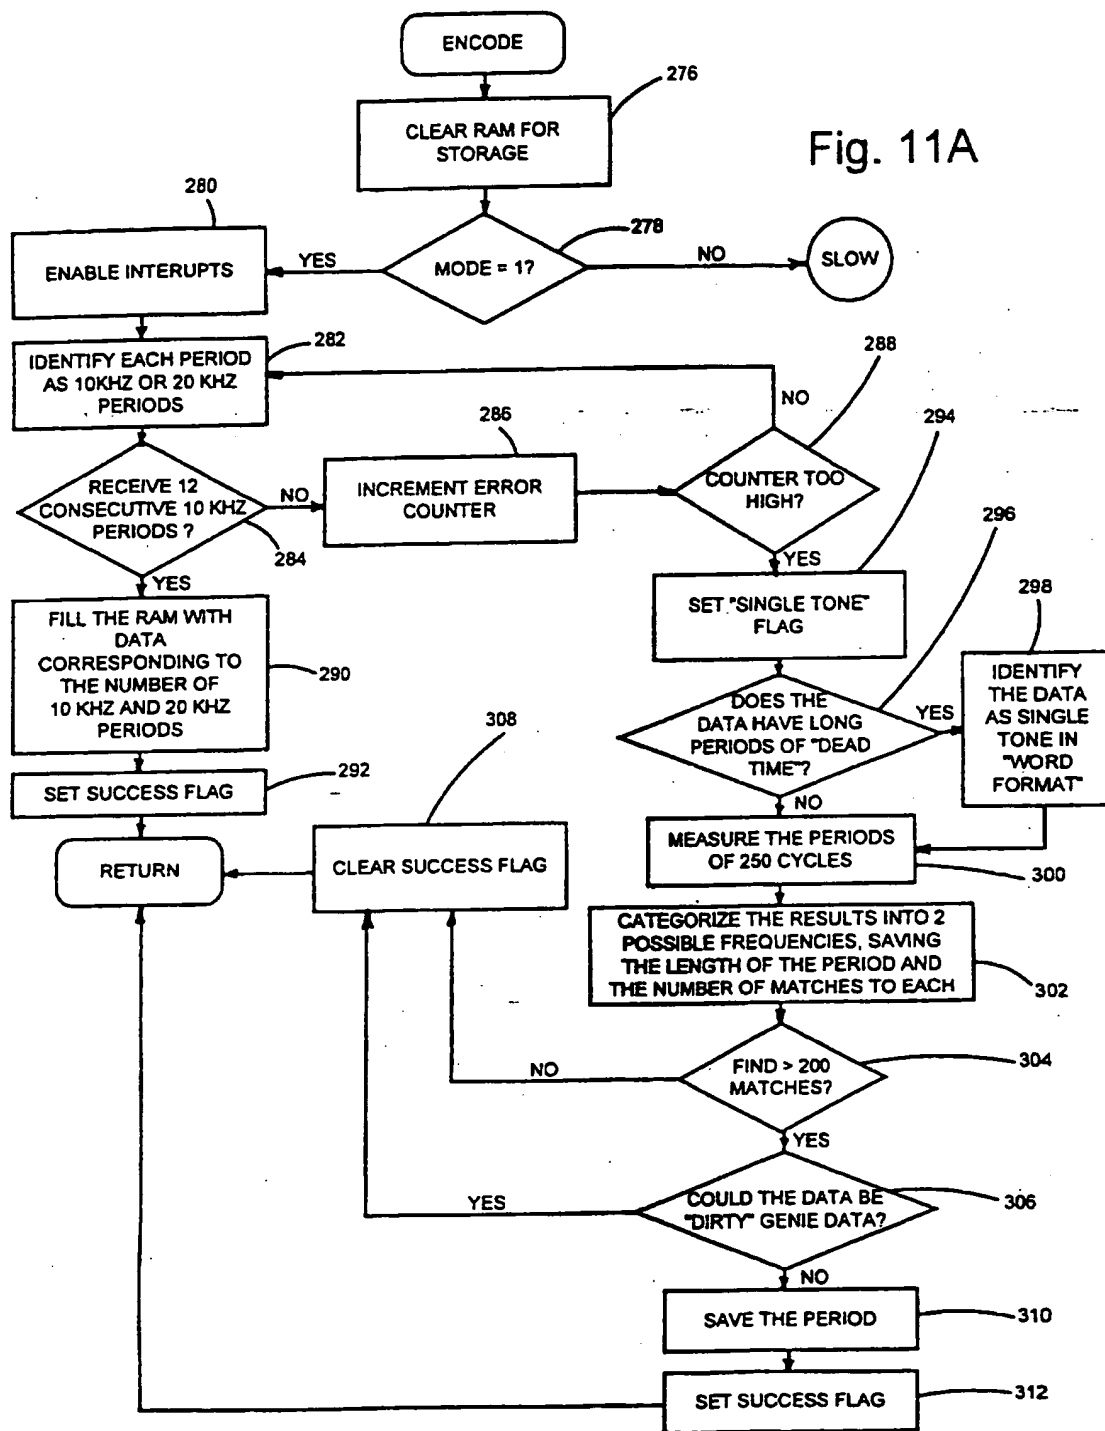 ENCODE
276
CLEAR RAM FOR
STORAGE
Fig. 11A
280
278
ENABLE INTERUPTS
YES
MODE = 1?
NO
SLOW
282
IDENTIFY EACH PERIOD
AS 10KHZ OR 20 KHZ
PERIODS
288
NO
286
294
RECEIVE 12
CONSECUTIVE 10 KHZ
PERIODS ?
NO
INCREMENT ERROR
COUNTER
COUNTER TOO
HIGH?
284
296
YES
YES
FILL THE RAM WITH
DATA
CORRESPONDING TO
THE NUMBER OF
10 KHZ AND 20 KHZ
PERIODS
290
SET "SINGLE TONE"
FLAG
298
DOES THE
DATA HAVE LONG
PERIODS OF "DEAD
TIME"?
YES
IDENTIFY
THE DATA
AS SINGLE
TONE IN
"WORD
FORMAT"
308
292
SET SUCCESS FLAG
NO
RETURN
CLEAR SUCCESS FLAG
MEASURE THE PERIODS
OF 250 CYCLES
300
CATEGORIZE THE RESULTS INTO 2
POSSIBLE FREQUENCIES, SAVING
THE LENGTH OF THE PERIOD AND
THE NUMBER OF MATCHES TO EACH
302
304
NO
FIND > 200
MATCHES?
YES
306
YES
COULD THE DATA BE
"DIRTY" GENIE DATA?
NO
SAVE THE PERIOD
310
SET SUCCESS FLAG
312